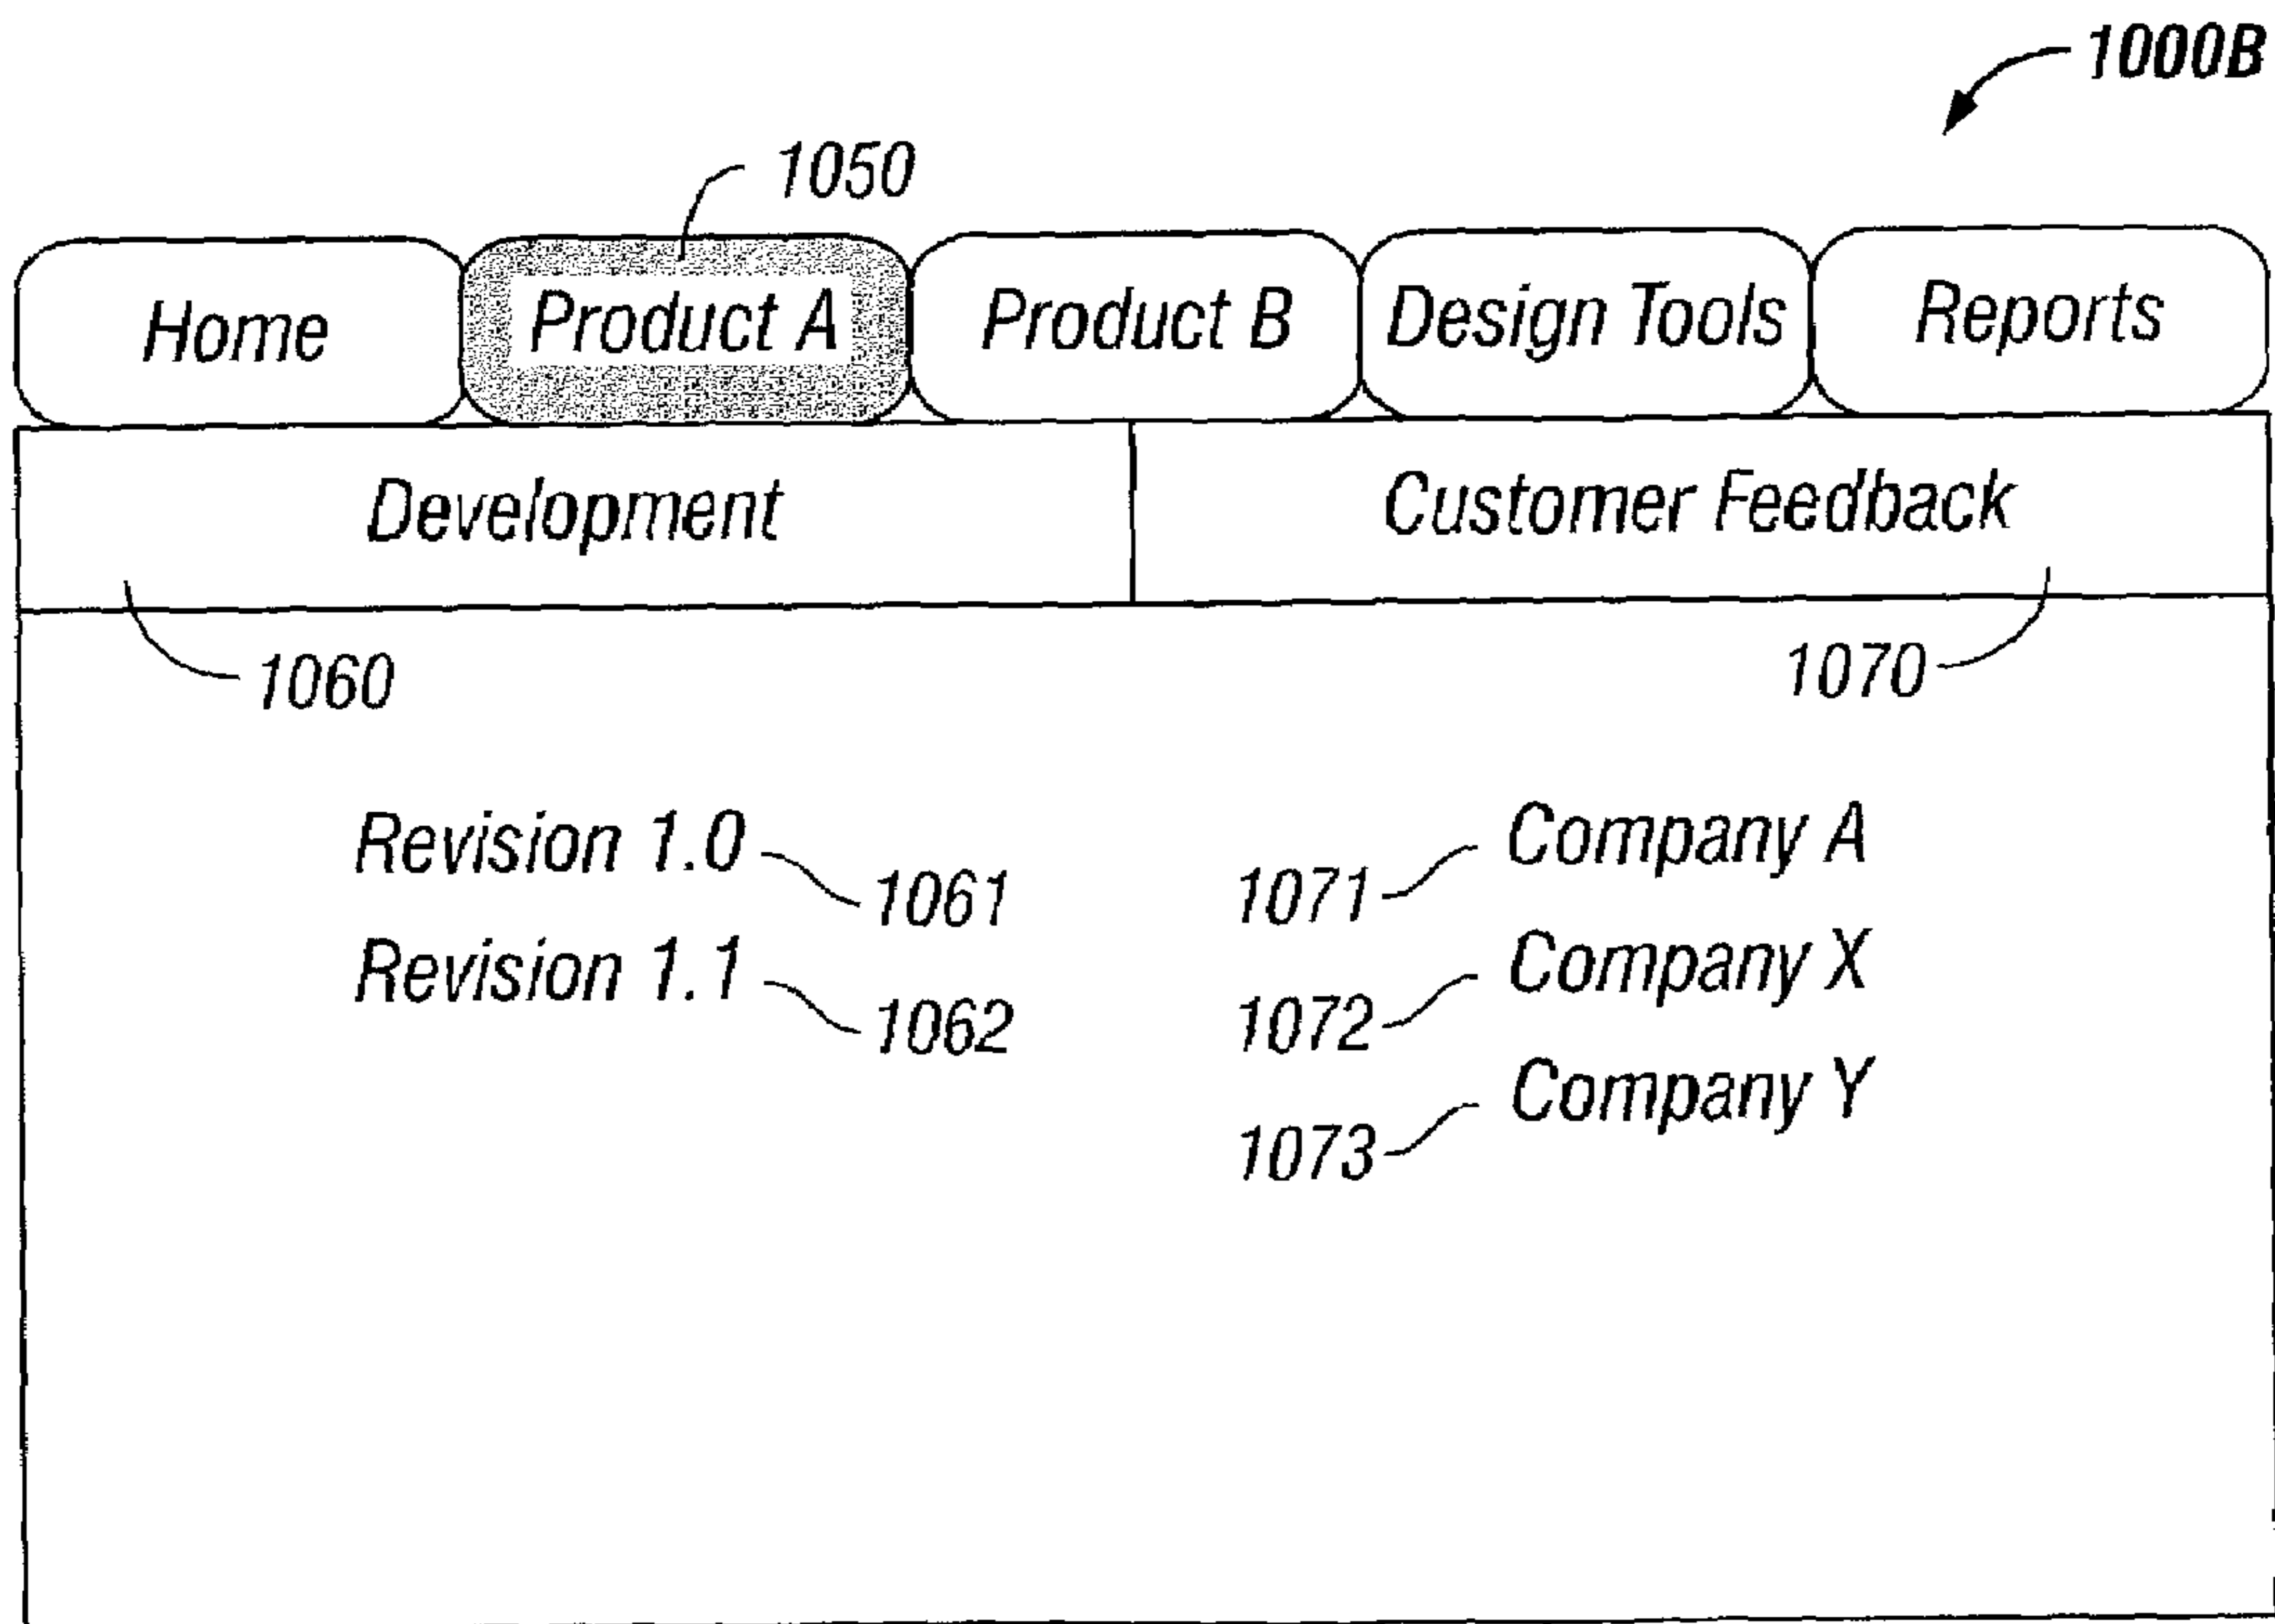 1000B
1050
Home Product A Product B Design Tools Reports
Development Customer Feedback
1060 1070
Revision 1.0 1061 1071 Company A
Revision 1.1 1062 1072 Company X
1073 Company Y